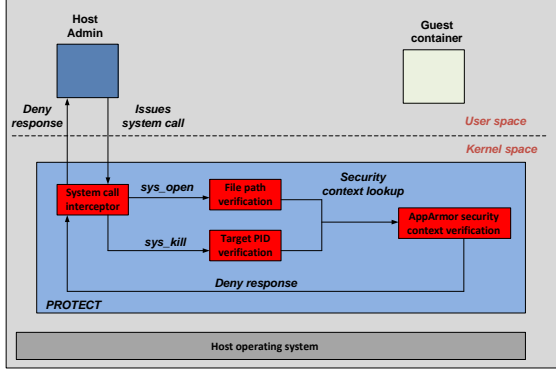 Host
Admin
Guest
container
Deny
response
Issues
system call
User space
Kernel space
Security
context lookup
System call
interceptor
sys_open
File path
verification
AppArmor security
context verification
sys_kill
Target PID
verification
Deny response
PROTECT
Host operating system